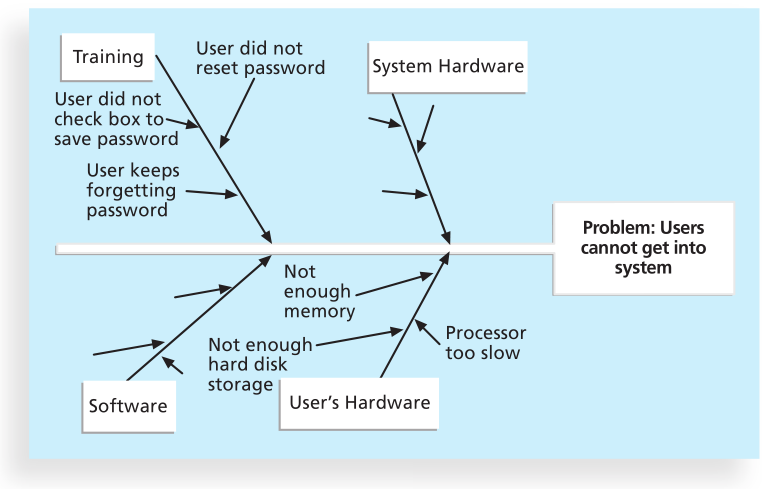 Training
User did not
reset password
System Hardware
User did not
check box to
save password
User keeps
forgetting
password
Problem: Users
cannot get into
system
Not
enough
memory
Not enough
hard disk
storage
Processor
too slow
Software
User’s Hardware